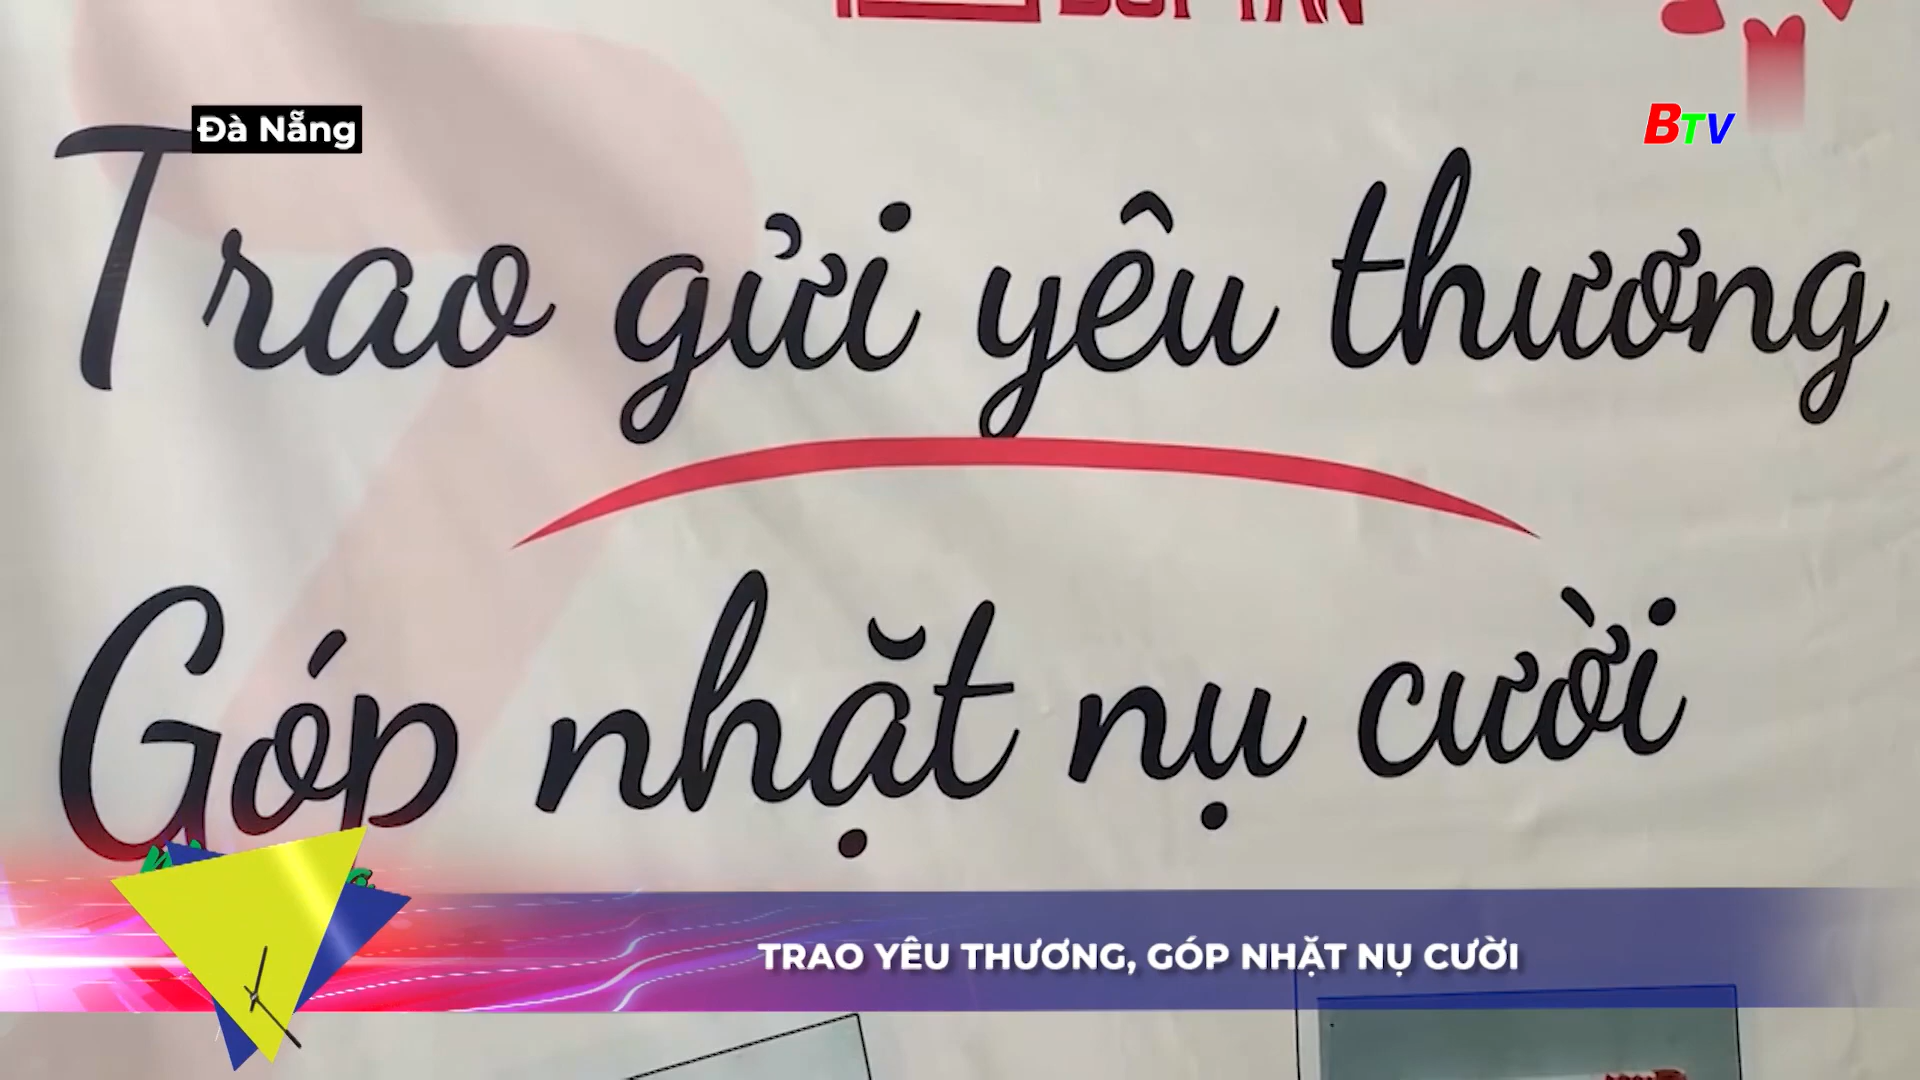 Đà Nẵng
BTV
Trao gửi yêu thương
Góp nhặt nụ cười
TRAO YÊU THƯƠNG, GÓP NHẶT NỤ CƯỜI